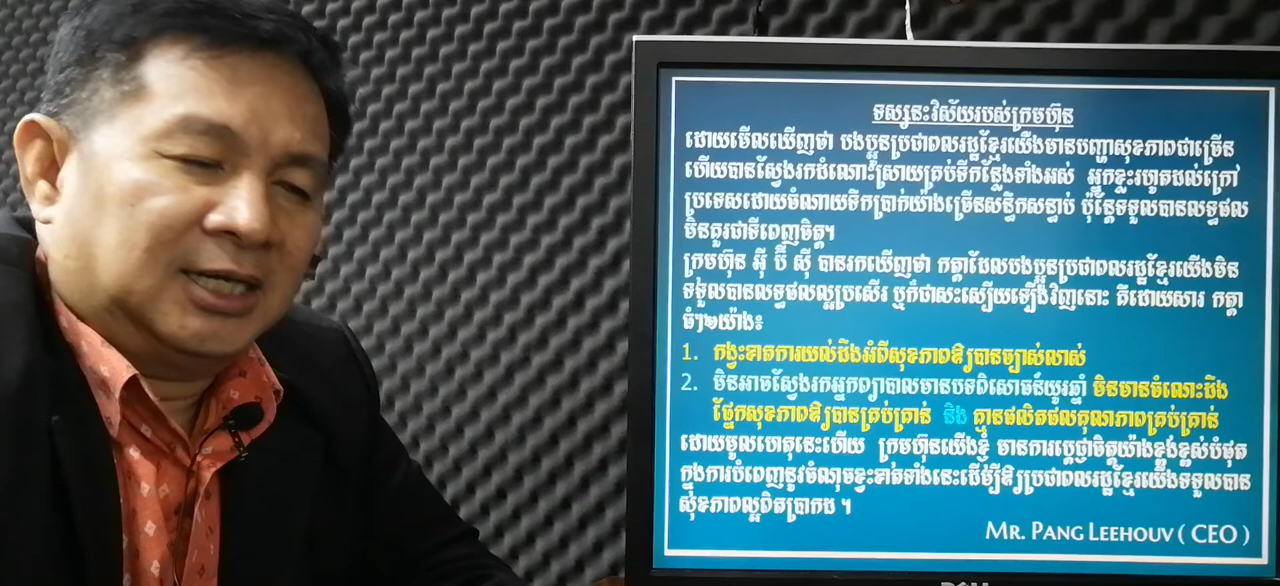 ទស្សនះវិស័យរបស់ក្រុមហ៊ុន
ដោយមើលឃើញថា បងប្អូនប្រជាពលរដ្ឋខ្មែរយើងមានបញ្ហាសុខភាពជាច្រើន
ហើយបានស្វែងរកដំណោះស្រាយគ្រប់ទីកន្លែងទាំងអស់ អ្នកខ្លះរហូតដល់ក្រៅ
ប្រទេសដោយចំណាយទឹកប្រាក់យ៉ាងច្រើនសន្ធឹកសន្ធាប់ ប៉ុន្តែទទួលបានលទ្ធផល
មិនគួរជាទីពេញចិត្ត។
ក្រុមហ៊ុន អ៊ី ប៊ី ស៊ី បានរកឃើញថា កត្តាដែលបងប្អូនប្រជាពលរដ្ឋខ្មែរយើងមិន
ទទួលបានលទ្ធផលល្អប្រសើរ ឬក៏ជាសះស្បើយឡើងវិញនោះ គឺដោយសារ កត្តា
ធំៗ២យ៉ាង៖
1. កង្វះខាតការយល់ដឹងអំពីសុខភាពឱ្យបានច្បាស់លាស់
2. មិនអាចស្វែងរកអ្នកព្យាបាលមានបទពិសោធន៍យូរឆ្នាំ មិនមានចំណេះដឹង
ផ្នែកសុខភាពឱ្យបានគ្រប់គ្រាន់ និង គ្មានផលិតផលគុណភាពគ្រប់គ្រាន់
ដោយមូលហេតុនេះហើយ ក្រុមហ៊ុនយើងខ្ញុំ មានការប្តេជ្ញាចិត្តយ៉ាងខ្ពង់ខ្ពស់បំផុត
ក្នុងការបំពេញនូវចំណុចខ្វះខាតទាំងនេះដើម្បីឱ្យប្រជាពលរដ្ឋខ្មែរយើងទទួលបាន
សុខភាពល្អពិតប្រាកដ ។
MR. PANG LEEHOUV ( CEO )